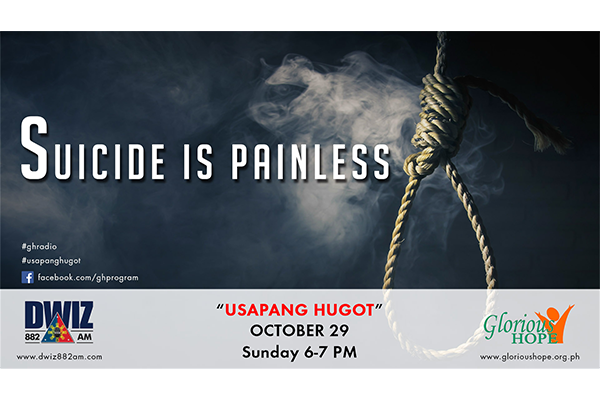 SUICIDE IS PAINLESS
#ghradio
#usapanghugot
f facebook.com/ghprogram
DWIZ
882 AM
www.dwiz882am.com
“USAPANG HUGOT”
OCTOBER 29
Sunday 6-7 PM
Glorious
HOPE
www.glorioushope.org.ph